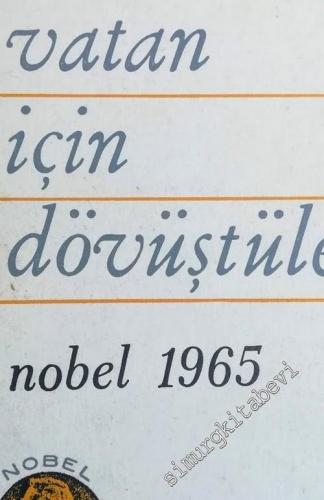 vatan
için
dövüştüle
nobel 1965
NOBEL
simurgkitabevi